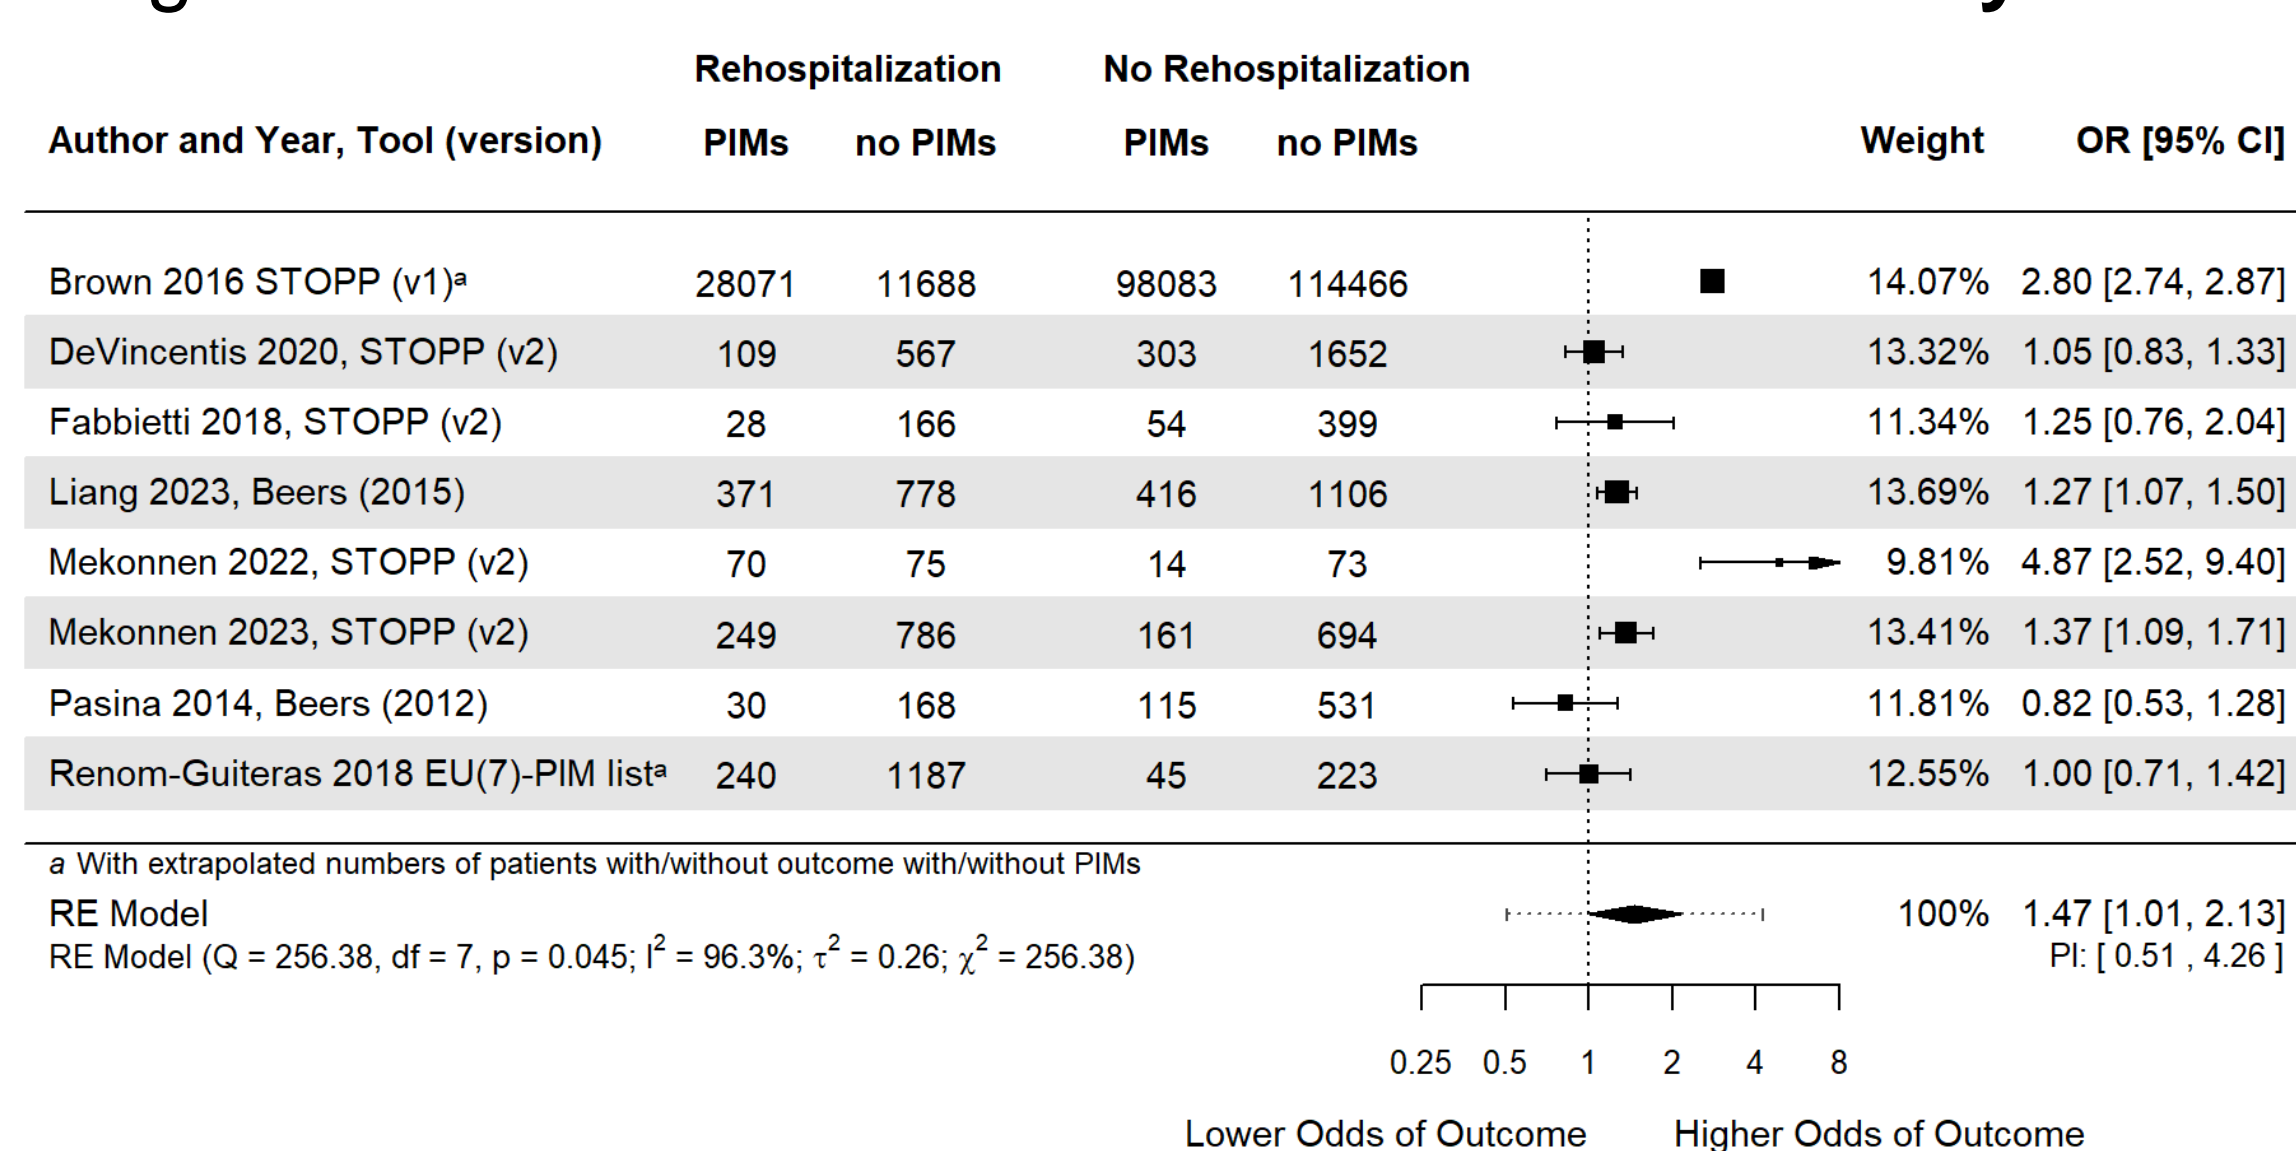 Rehospitalization No Rehospitalization
Author and Year, Tool (version) PIMs no PIMs PIMs no PIMs Weight OR [95% CI]
Brown 2016 STOPP (v1)ᵃ 28071 11688 98083 114466 14.07% 2.80 [2.74, 2.87]
DeVincentis 2020, STOPP (v2) 109 567 303 1652 13.32% 1.05 [0.83, 1.33]
Fabbietti 2018, STOPP (v2) 28 166 54 399 11.34% 1.25 [0.76, 2.04]
Liang 2023, Beers (2015) 371 778 416 1106 13.69% 1.27 [1.07, 1.50]
Mekonnen 2022, STOPP (v2) 70 75 14 73 9.81% 4.87 [2.52, 9.40]
Mekonnen 2023, STOPP (v2) 249 786 161 694 13.41% 1.37 [1.09, 1.71]
Pasina 2014, Beers (2012) 30 168 115 531 11.81% 0.82 [0.53, 1.28]
Renom-Guiteras 2018 EU(7)-PIM listᵃ 240 1187 45 223 12.55% 1.00 [0.71, 1.42]
a With extrapolated numbers of patients with/without outcome with/without PIMs
RE Model 100% 1.47 [1.01, 2.13]
RE Model (Q = 256.38, df = 7, p = 0.045; I² = 96.3%; τ² = 0.26; χ² = 256.38) PI: [ 0.51 , 4.26 ]
0.25 0.5 1 2 4 8
Lower Odds of Outcome Higher Odds of Outcome